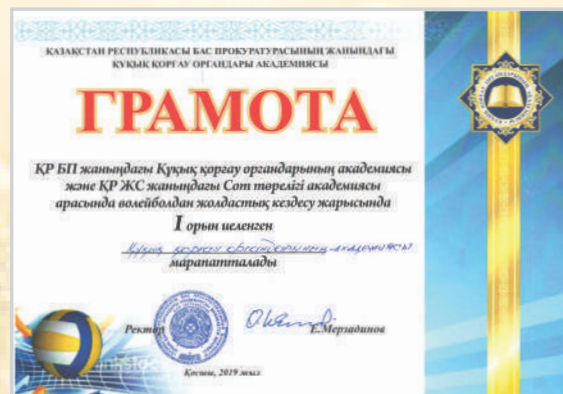 ҚАЗАҚСТАН РЕСПУБЛИКАСЫ БАС ПРОКУРАТУРАСЫНЫҢ ЖАНЫНДАҒЫ
ҚҰҚЫҚ ҚОРҒАУ ОРГАНДАРЫ АКАДЕМИЯСЫ
ГРАМОТА
ҚР БП жанындағы Құқық қорғау органдарының академиясы
және ҚР ЖС жанындағы Сот төрелігі академиясы
арасында волейболдан жолдастық кездесу жарысында
I орын иеленген
Құқық қорғау органдарының академиясы
марапатталады
Ректор Е.Мерзадинов
Қосшы, 2019 жыл